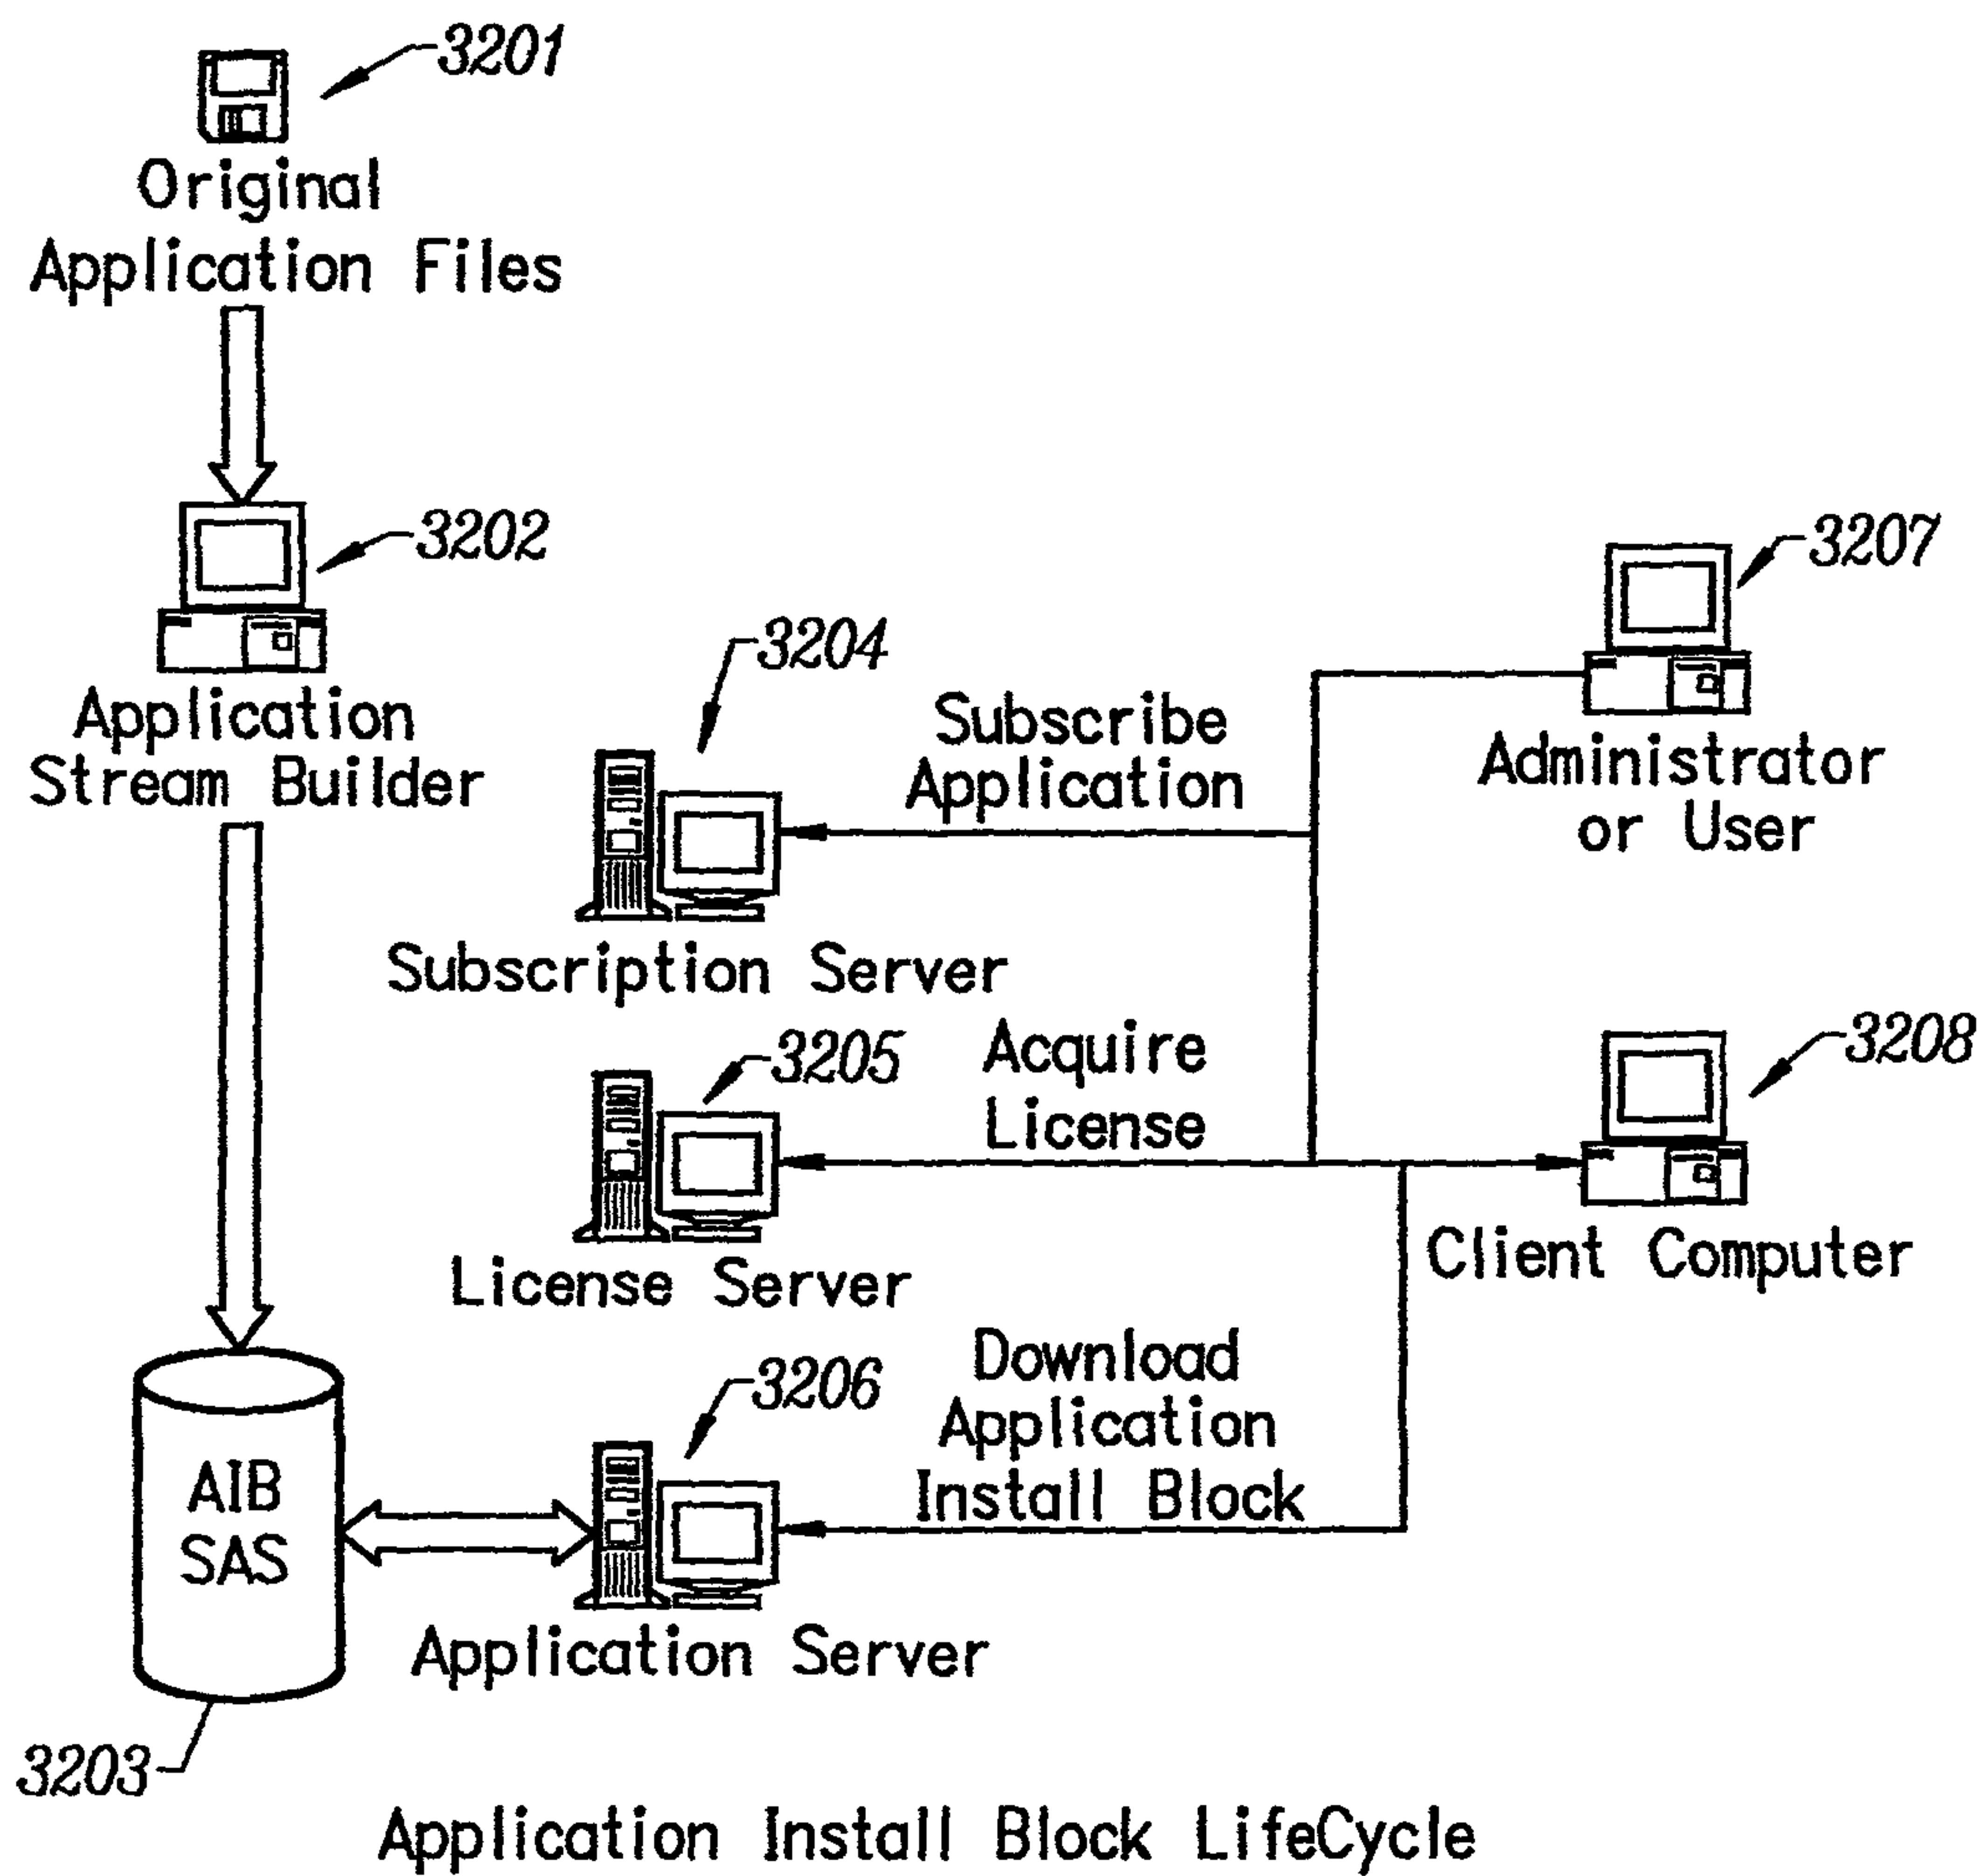 3201
Original
Application Files
3202
Application
Stream Builder
3204
Subscription Server
Subscribe
Application
3207
Administrator
or User
3205
License Server
Acquire
License
3208
Client Computer
AIB
SAS
3203
3206
Application Server
Download
Application
Install Block
Application Install Block LifeCycle